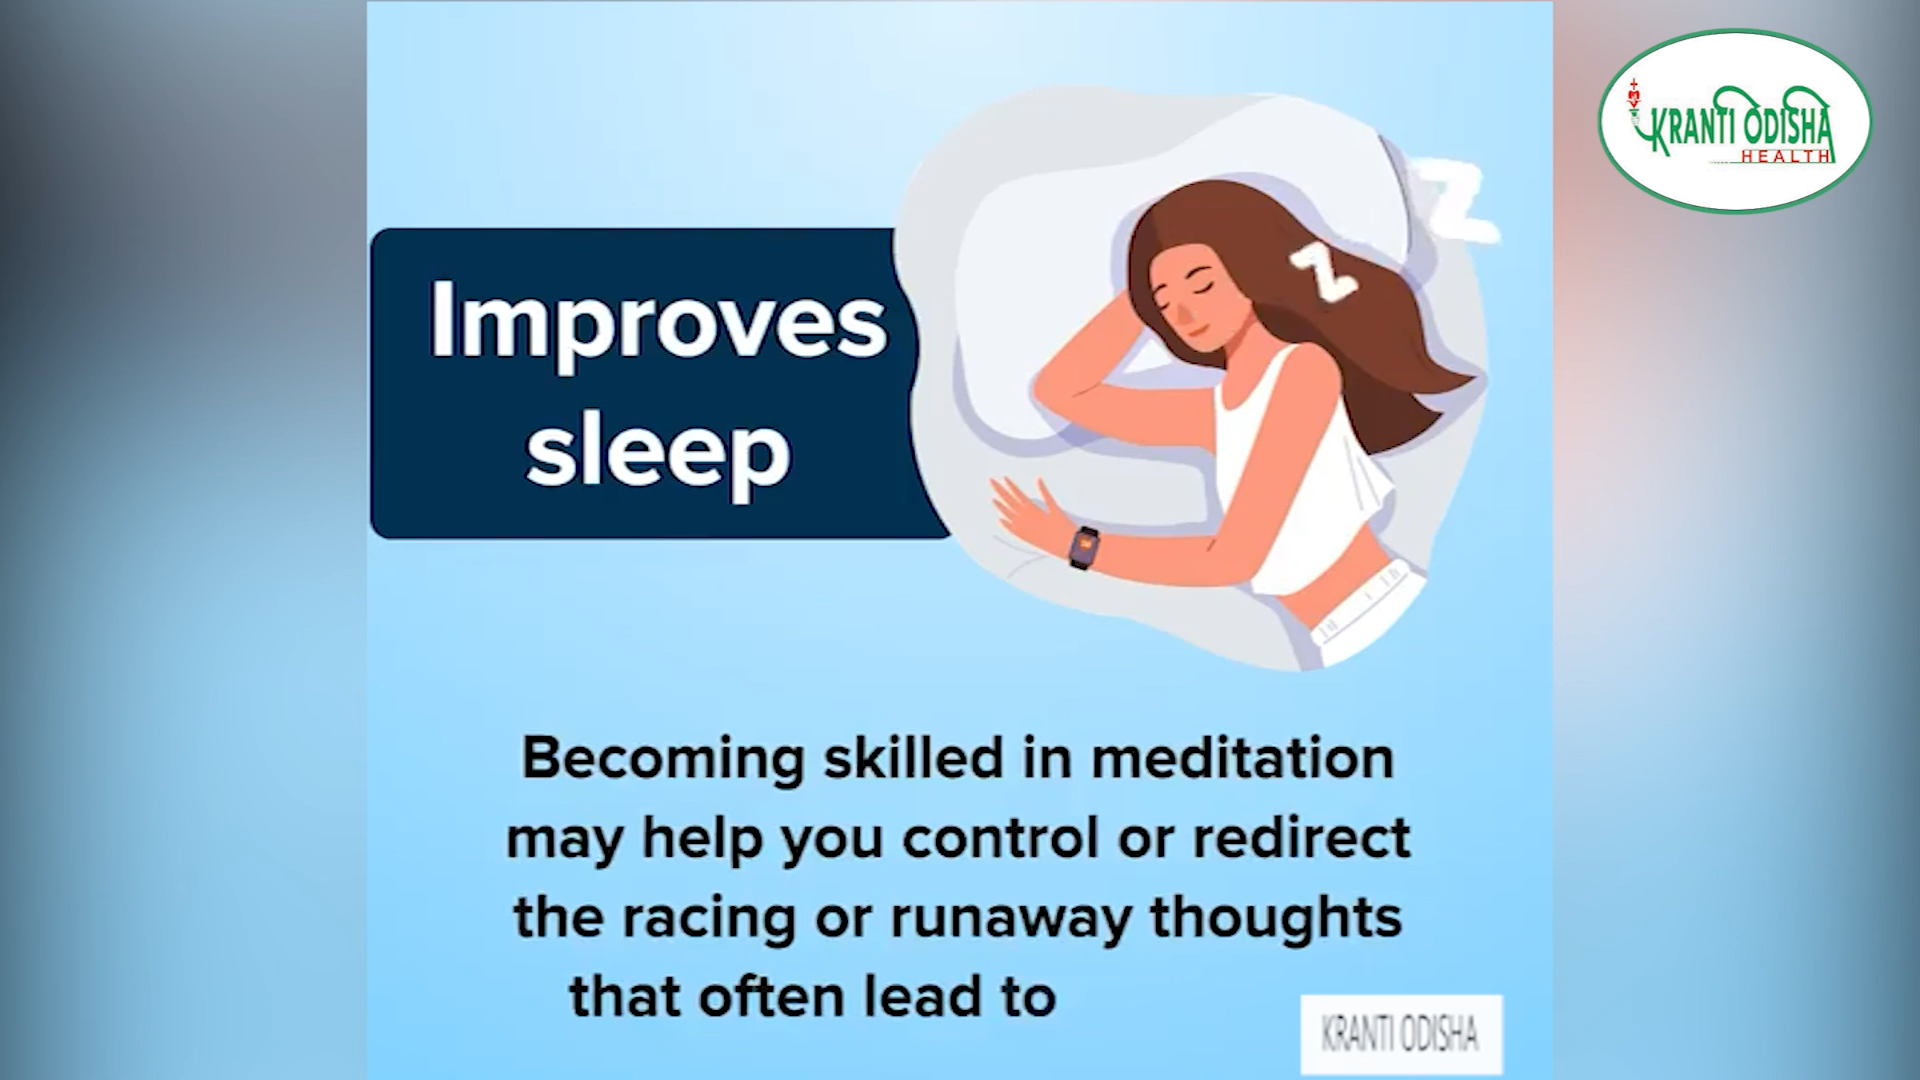 KRANTI ODISHA
HEALTH
Improves
sleep
Becoming skilled in meditation
may help you control or redirect
the racing or runaway thoughts
that often lead to
KRANTI ODISHA